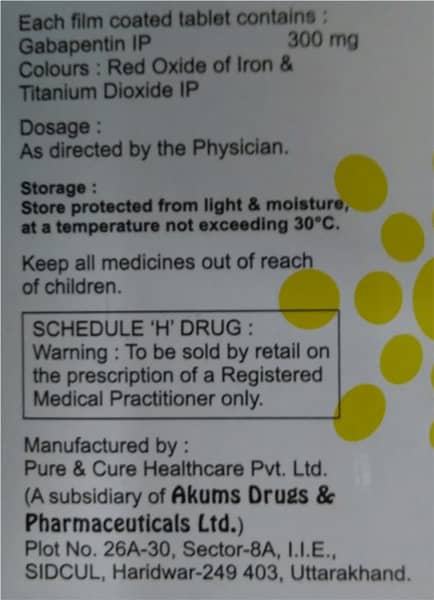 Each film coated tablet contains :
Gabapentin IP 300 mg
Colours : Red Oxide of Iron &
Titanium Dioxide IP
Dosage :
As directed by the Physician.
Storage :
Store protected from light & moisture,
at a temperature not exceeding 30°C.
Keep all medicines out of reach
of children.
SCHEDULE 'H' DRUG :
Warning : To be sold by retail on
the prescription of a Registered
Medical Practitioner only.
Manufactured by :
Pure & Cure Healthcare Pvt. Ltd.
(A subsidiary of Akums Drugs &
Pharmaceuticals Ltd.)
Plot No. 26A-30, Sector-8A, I.I.E.,
SIDCUL, Haridwar-249 403, Uttarakhand.